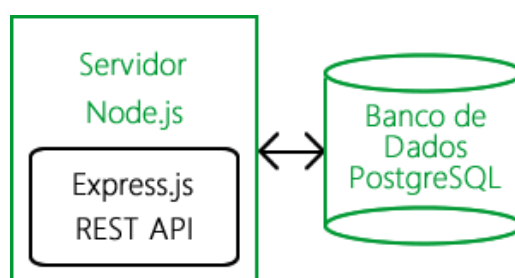 Servidor
Node.js
Express.js
REST API
Banco de
Dados
PostgreSQL